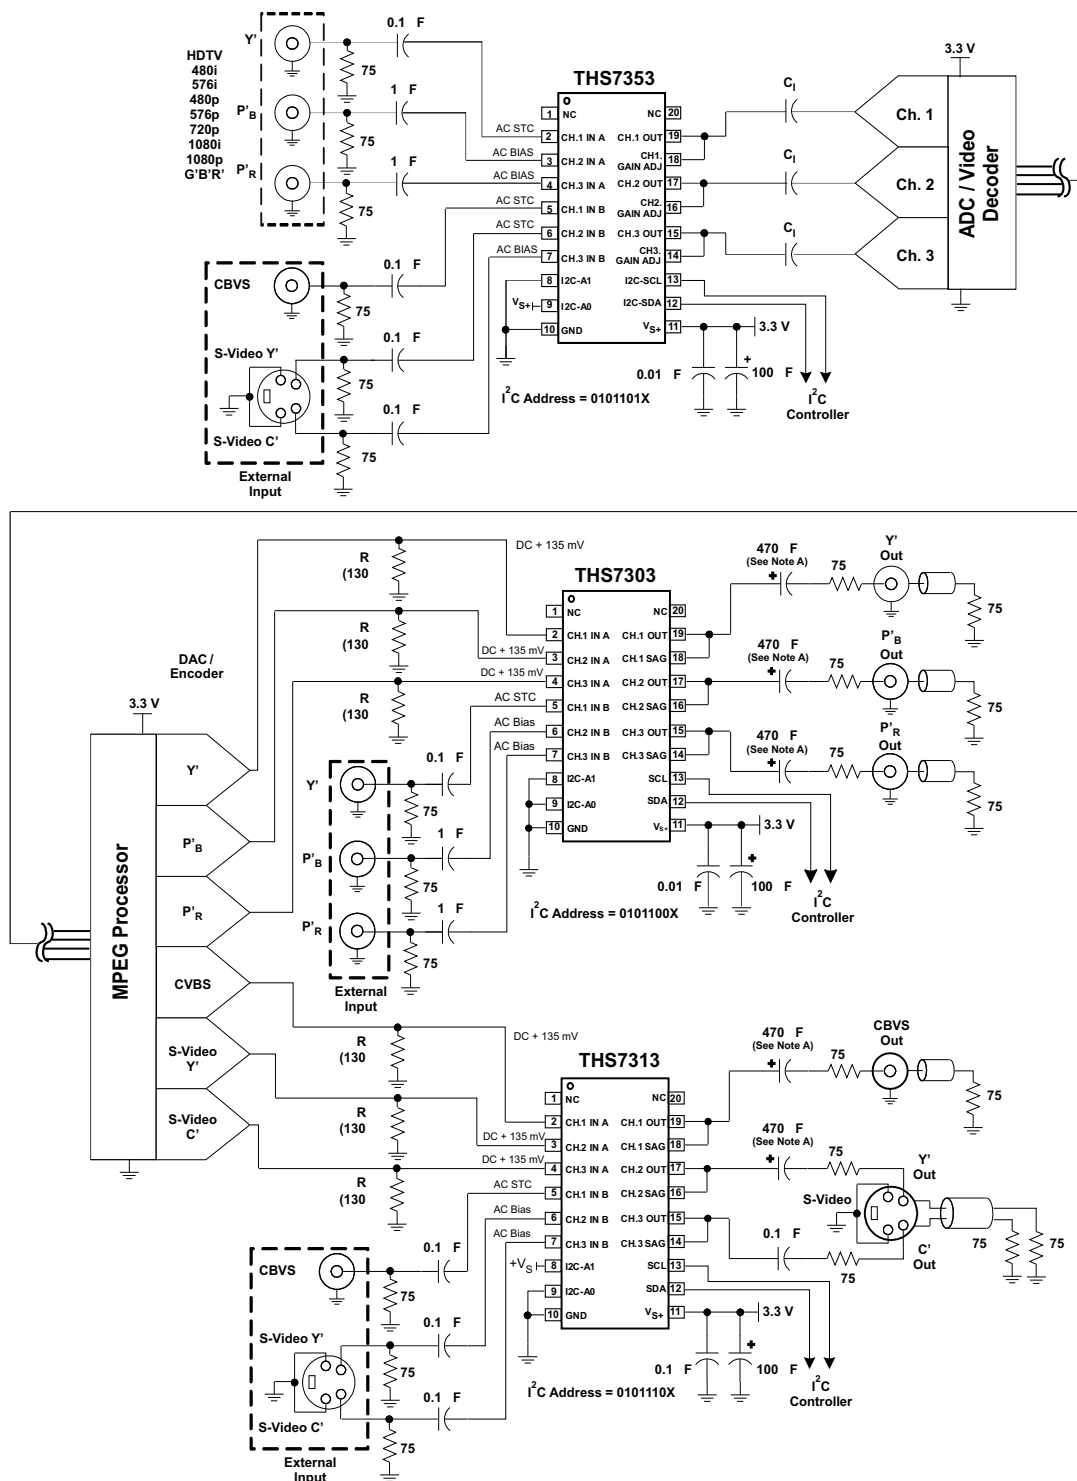 Y'
0.1 F
HDTV
480i
576i
480p
576p
720p
1080i
1080p
G'B'R'
75
P'B
1 F
75
P'R
1 F
75
THS7353
AC STC
AC BIAS
AC BIAS
AC STC
AC STC
AC BIAS
1 NC
2 CH.1 IN A
3 CH.2 IN A
4 CH.3 IN A
5 CH.1 IN B
6 CH.2 IN B
7 CH.3 IN B
8 I2C-A1
VS+ 9 I2C-A0
10 GND
NC 20
CH.1 OUT 19
CH1. GAIN ADJ 18
CH.2 OUT 17
CH2. GAIN ADJ 16
CH.3 OUT 15
CH3. GAIN ADJ 14
I2C-SCL 13
I2C-SDA 12
VS+ 11
CI
CI
CI
3.3 V
Ch. 1
Ch. 2
Ch. 3
ADC / Video Decoder
3.3 V
0.01 F
+
100 F
I2C
Controller
I2C Address = 0101101X
CBVS
0.1 F
75
S-Video Y'
0.1 F
75
0.1 F
S-Video C'
75
External
Input
R
(130
DC + 135 mV
R
(130
DC + 135 mV
R
(130
DC + 135 mV
AC STC
AC Bias
AC Bias
DAC /
Encoder
3.3 V
MPEG Processor
Y'
P'B
P'R
CVBS
S-Video
Y'
S-Video
C'
Y'
0.1 F
75
P'B
1 F
75
P'R
1 F
75
External
Input
THS7303
1 NC
2 CH.1 IN A
3 CH.2 IN A
4 CH.3 IN A
5 CH.1 IN B
6 CH.2 IN B
7 CH.3 IN B
8 I2C-A1
9 I2C-A0
10 GND
NC 20
CH.1 OUT 19
CH.1 SAG 18
CH.2 OUT 17
CH.2 SAG 16
CH.3 OUT 15
CH.3 SAG 14
SCL 13
SDA 12
VS+ 11
470 F
(See Note A)
+
75
Y'
Out
75
470 F
(See Note A)
+
75
P'B
Out
75
470 F
(See Note A)
+
75
P'R
Out
75
3.3 V
0.01 F
+
100 F
I2C
Controller
I2C Address = 0101100X
R
(130
DC + 135 mV
R
(130
DC + 135 mV
R
(130
DC + 135 mV
AC STC
AC Bias
AC Bias
THS7313
1 NC
2 CH.1 IN A
3 CH.2 IN A
4 CH.3 IN A
5 CH.1 IN B
6 CH.2 IN B
7 CH.3 IN B
+VS 8 I2C-A1
9 I2C-A0
10 GND
NC 20
CH.1 OUT 19
CH.1 SAG 18
CH.2 OUT 17
CH.2 SAG 16
CH.3 OUT 15
CH.3 SAG 14
SCL 13
SDA 12
VS+ 11
470 F
(See Note A)
+
75
CBVS
Out
75
470 F
(See Note A)
+
75
Y'
Out
S-Video
0.1 F
75
C'
Out
75
75
3.3 V
0.1 F
+
100 F
I2C
Controller
I2C Address = 0101110X
CBVS
0.1 F
75
S-Video Y'
0.1 F
75
0.1 F
S-Video C'
75
External
Input